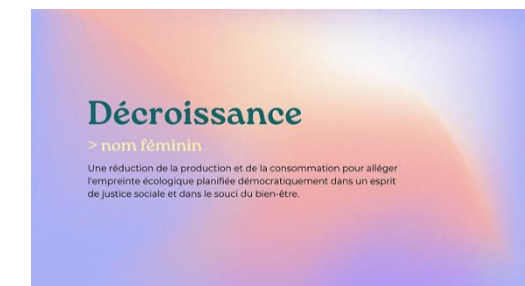 Décroissance
> nom féminin
Une réduction de la production et de la consommation pour alléger
l'empreinte écologique planifiée démocratiquement dans un esprit
de justice sociale et dans le souci du bien-être.